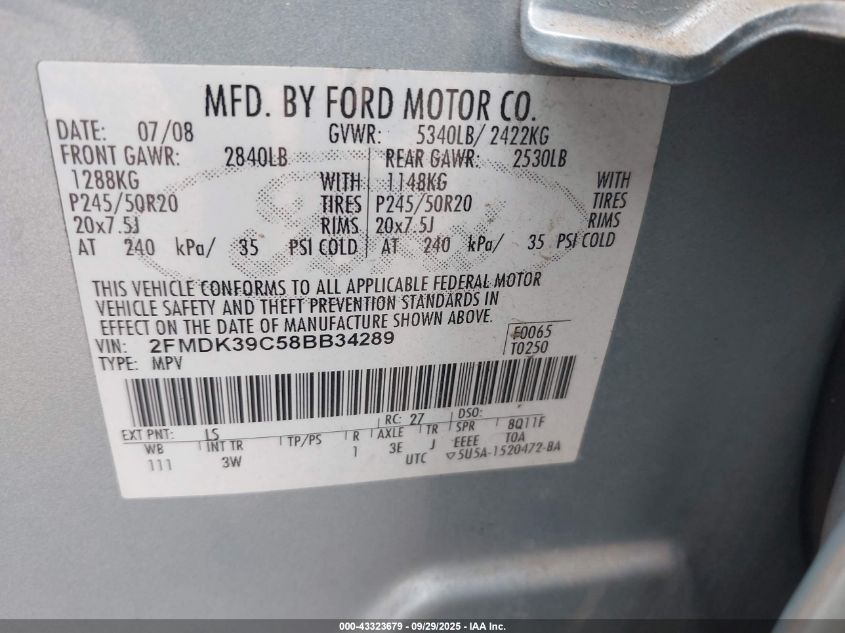 MFD. BY FORD MOTOR CO.
DATE: 07/08 GVWR: 5340LB/ 2422KG
FRONT GAWR: 2840LB REAR GAWR: 2530LB
1288KG WITH 1148KG WITH
P245/50R20 TIRES P245/50R20 TIRES
20x7.5J RIMS 20x7.5J RIMS
AT 240 kPa/ 35 PSI COLD AT 240 kPa/ 35 PSI COLD
THIS VEHICLE CONFORMS TO ALL APPLICABLE FEDERAL MOTOR
VEHICLE SAFETY AND THEFT PREVENTION STANDARDS IN
EFFECT ON THE DATE OF MANUFACTURE SHOWN ABOVE.
VIN: 2FMDK39C58BB34289 F0065
TYPE: MPV T0250
EXT PNT: LS RC: 27 DSO:
WB INT TR TP/PS R AXLE TR SPR 8Q11F
111 3W 1 3E J EEEE TOA
UTC ▽5U5A-1520472-BA
000-43323679 - 09/29/2025 - IAA Inc.